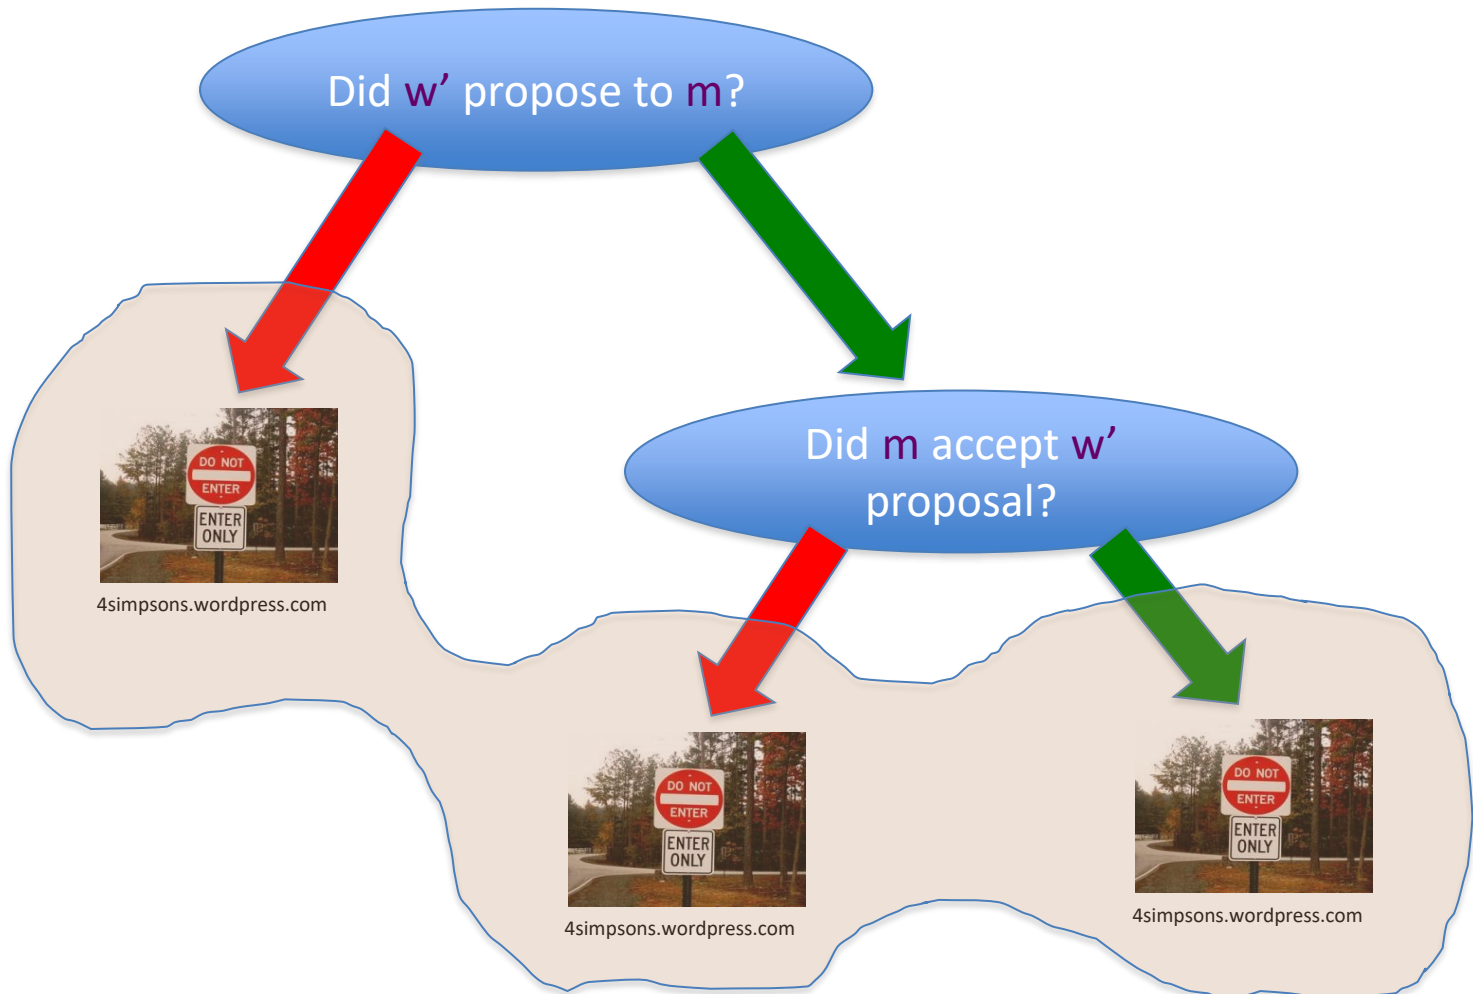 Did w’ propose to m?
DO NOT
ENTER
ENTER
ONLY
4simpsons.wordpress.com
Did m accept w’
proposal?
DO NOT
ENTER
ENTER
ONLY
4simpsons.wordpress.com
DO NOT
ENTER
ENTER
ONLY
4simpsons.wordpress.com